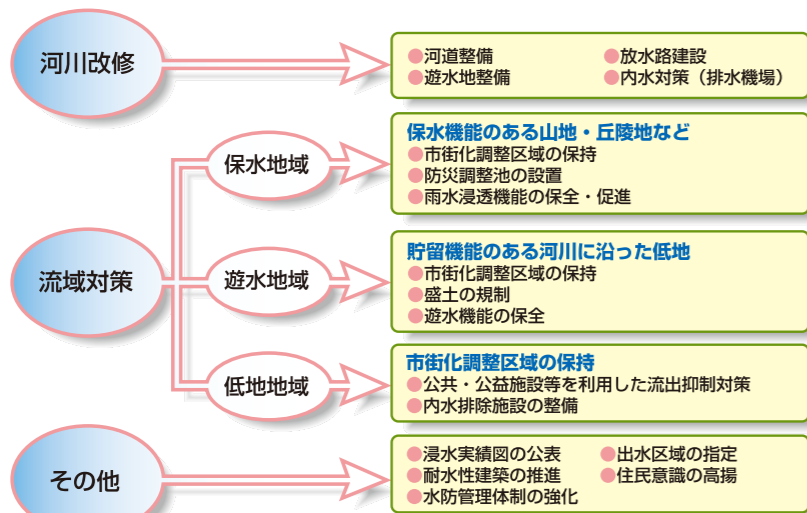 河川改修
●河道整備 ●放水路建設
●遊水地整備 ●内水対策（排水機場）
流域対策
保水地域
保水機能のある山地・丘陵地など
●市街化調整区域の保持
●防災調整池の設置
●雨水浸透機能の保全・促進
遊水地域
貯留機能のある河川に沿った低地
●市街化調整区域の保持
●盛土の規制
●遊水機能の保全
低地地域
市街化調整区域の保持
●公共・公益施設等を利用した流出抑制対策
●内水排除施設の整備
その他
●浸水実績図の公表 ●出水区域の指定
●耐水性建築の推進 ●住民意識の高揚
●水防管理体制の強化